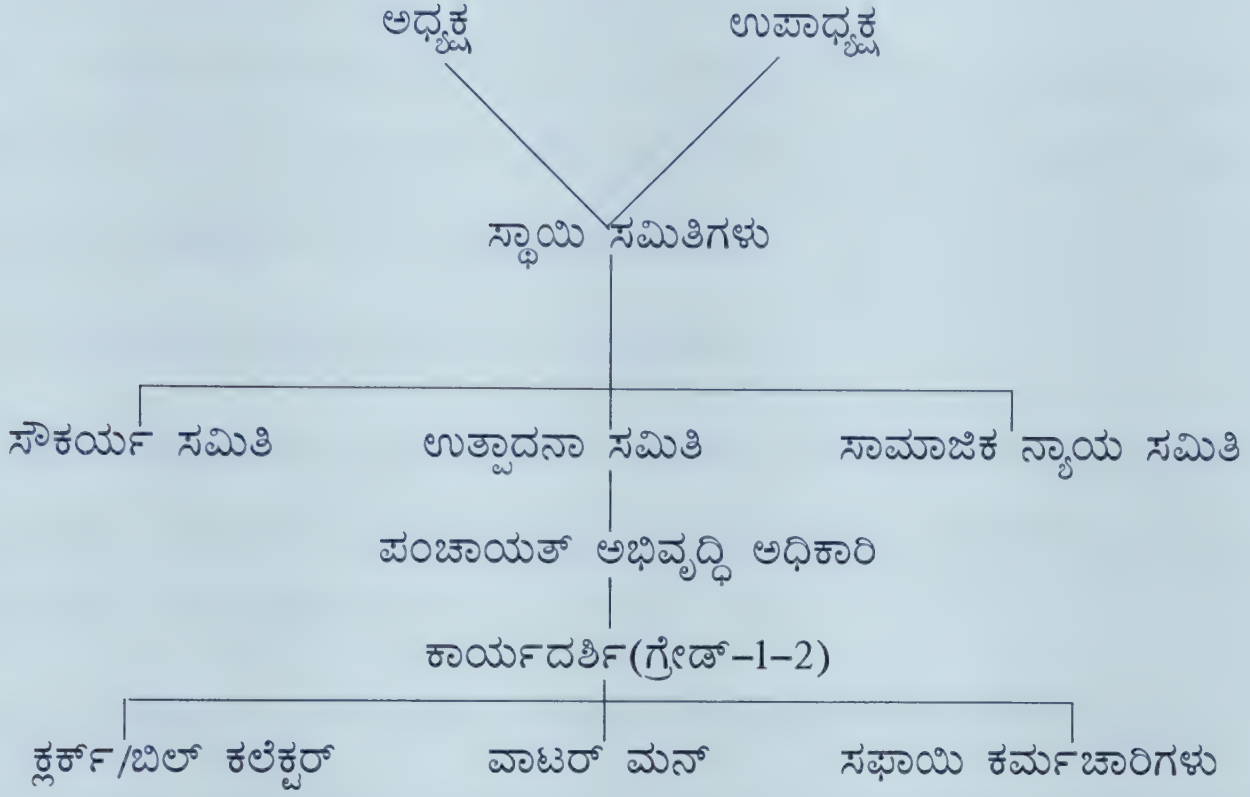 ಅಧ್ಯಕ್ಷ ಉಪಾಧ್ಯಕ್ಷ
ಸ್ಥಾಯಿ ಸಮಿತಿಗಳು
ಸೌಕರ್ಯ ಸಮಿತಿ ಉತ್ಪಾದನಾ ಸಮಿತಿ ಸಾಮಾಜಿಕ ನ್ಯಾಯ ಸಮಿತಿ
ಪಂಚಾಯತ್ ಅಭಿವೃದ್ಧಿ ಅಧಿಕಾರಿ
ಕಾರ್ಯದರ್ಶಿ(ಗ್ರೇಡ್-1-2)
ಕ್ಲರ್ಕ್/ಬಿಲ್ ಕಲೆಕ್ಟರ್ ವಾಟರ್ ಮನ್ ಸಫಾಯಿ ಕರ್ಮಚಾರಿಗಳು